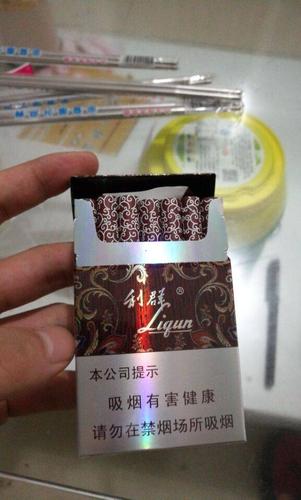 利群®
Liqun
本公司提示
吸烟有害健康
请勿在禁烟场所吸烟